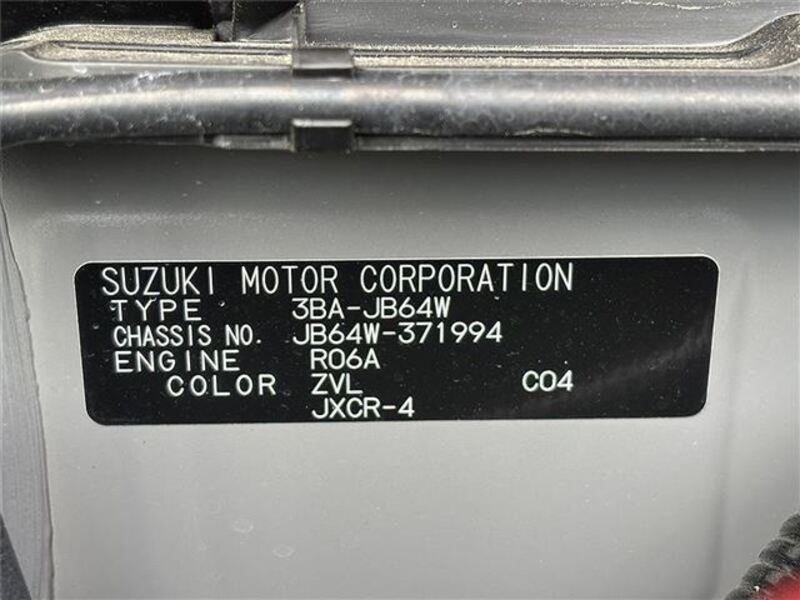 SUZUKI MOTOR CORPORATION
TYPE 3BA-JB64W
CHASSIS NO. JB64W-371994
ENGINE R06A
COLOR ZVL C04
JXCR-4